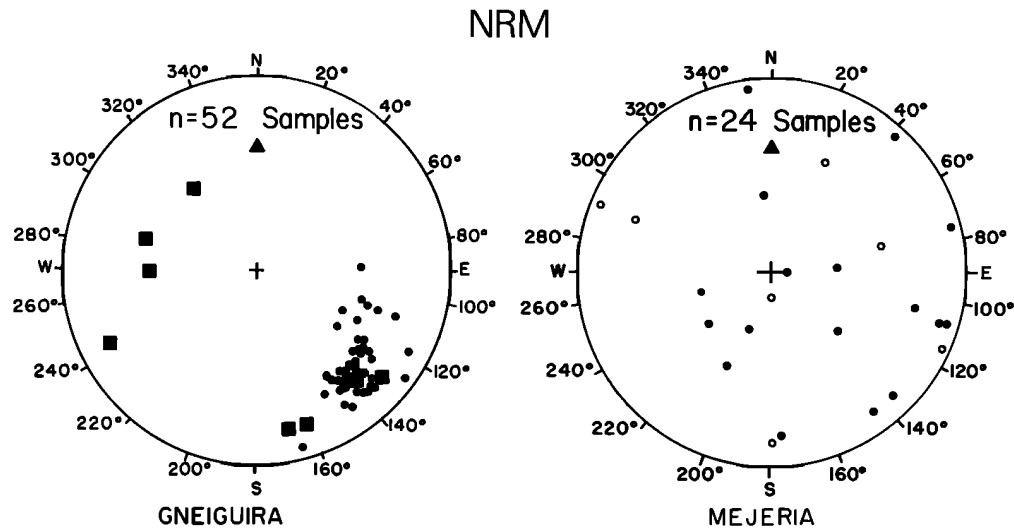 NRM
N
340° 20°
320° 40°
n=52 Samples
300° 60°
280° 80°
W E
260° 100°
240° 120°
220° 140°
200° 160°
S
GNEIGUIRA
N
340° 20°
320° 40°
n=24 Samples
300° 60°
280° 80°
W E
260° 100°
240° 120°
220° 140°
200° 160°
S
MEJERIA